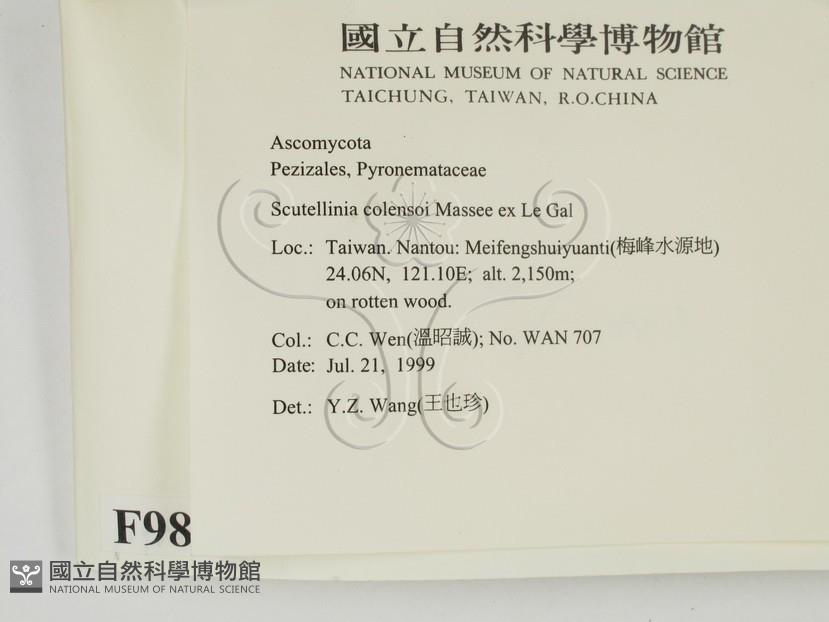 國立自然科學博物館
NATIONAL MUSEUM OF NATURAL SCIENCE
TAICHUNG, TAIWAN, R.O.CHINA
Ascomycota
Pezizales, Pyronemataceae
Scutellinia colensoi Massee ex Le Gal
Loc.: Taiwan. Nantou: Meifengshuiyuanti(梅峰水源地)
24.06N, 121.10E; alt. 2,150m;
on rotten wood.
Col.: C.C. Wen(溫昭誠); No. WAN 707
Date: Jul. 21, 1999
Det.: Y.Z. Wang(王也珍)
F98
國立自然科學博物館
NATIONAL MUSEUM OF NATURAL SCIENCE